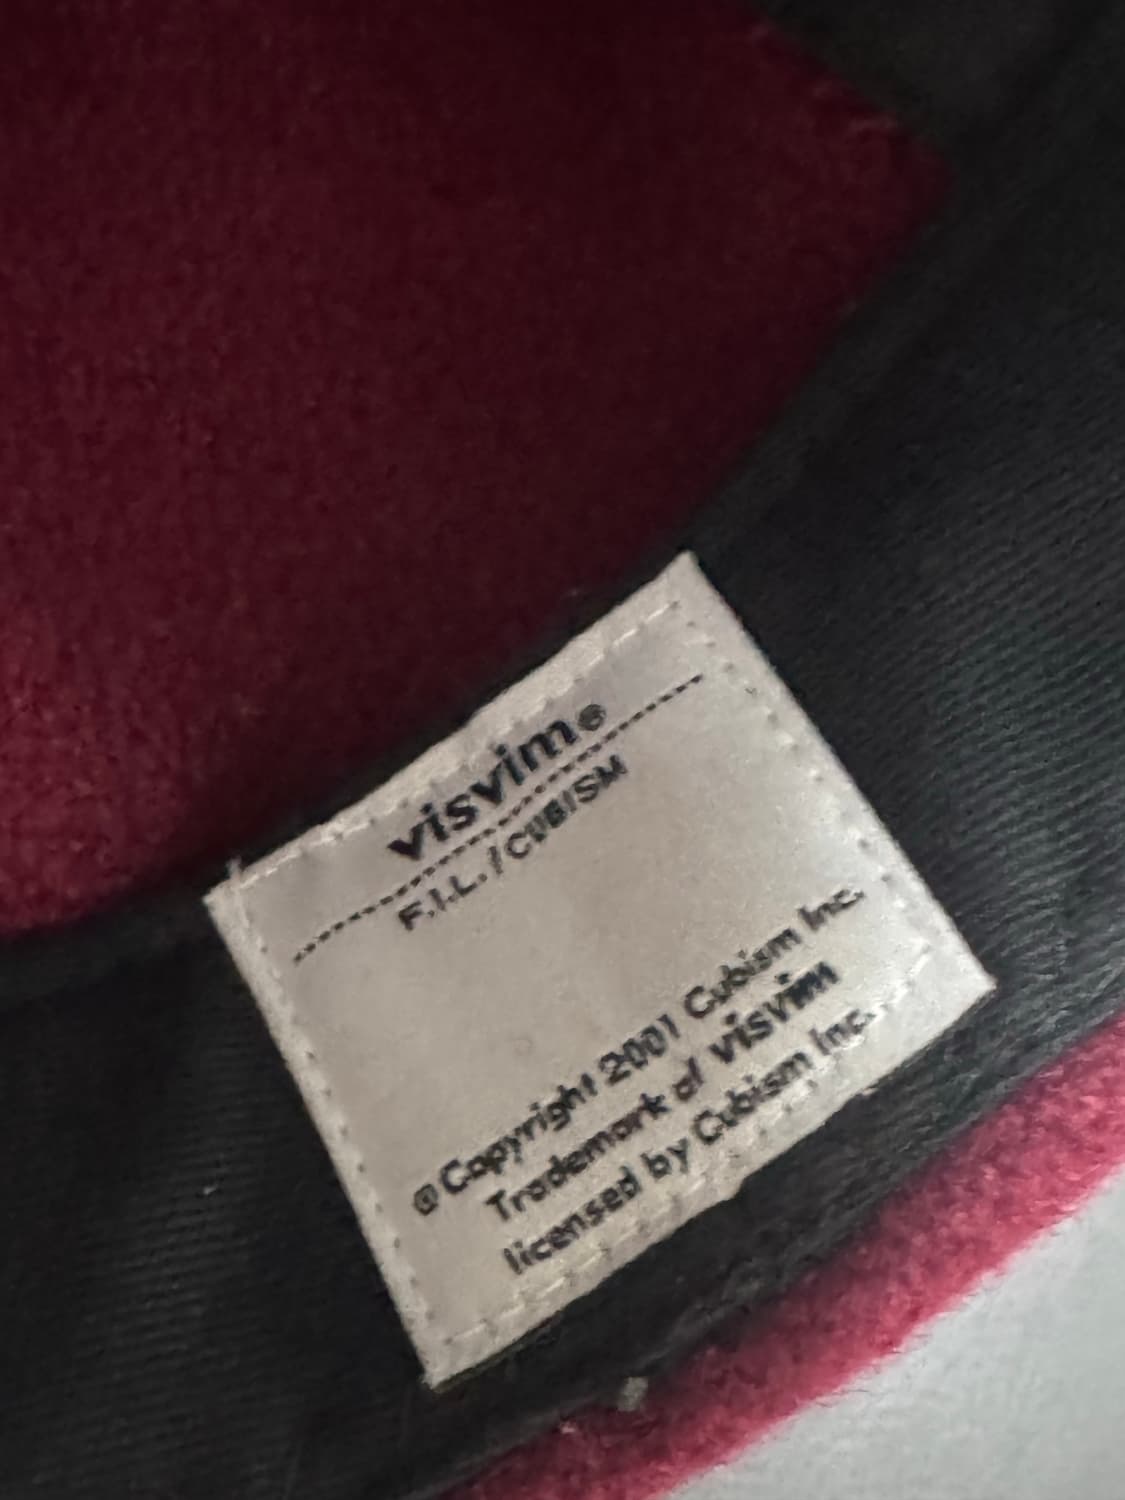 visvim®
F.I.L. / CUBISM
© Copyright 2001 Cubism Inc.
Trademark of visvim
licensed by Cubism Inc.